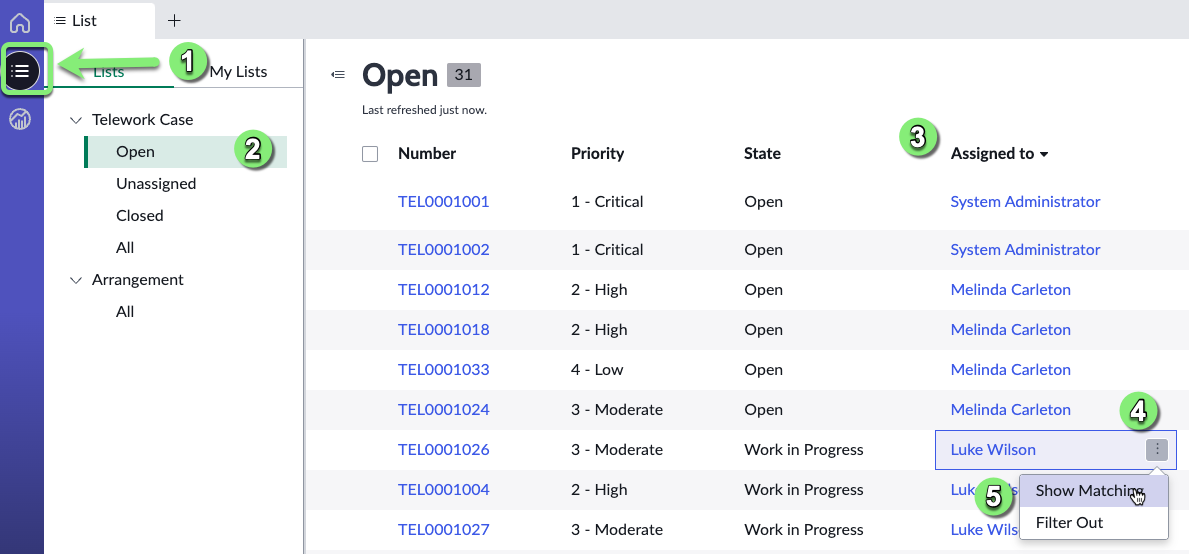 List
1
Lists My Lists
Telework Case
Open
2
Unassigned
Closed
All
Arrangement
All
Open 31
Last refreshed just now.
3
Number Priority State Assigned to
TEL0001001 1 - Critical Open System Administrator
TEL0001002 1 - Critical Open System Administrator
TEL0001012 2 - High Open Melinda Carleton
TEL0001018 2 - High Open Melinda Carleton
TEL0001033 4 - Low Open Melinda Carleton
TEL0001024 3 - Moderate Open Melinda Carleton
4
TEL0001026 3 - Moderate Work in Progress Luke Wilson
TEL0001004 2 - High Work in Progress
5
Show Matching
TEL0001027 3 - Moderate Work in Progress Luke
Filter Out